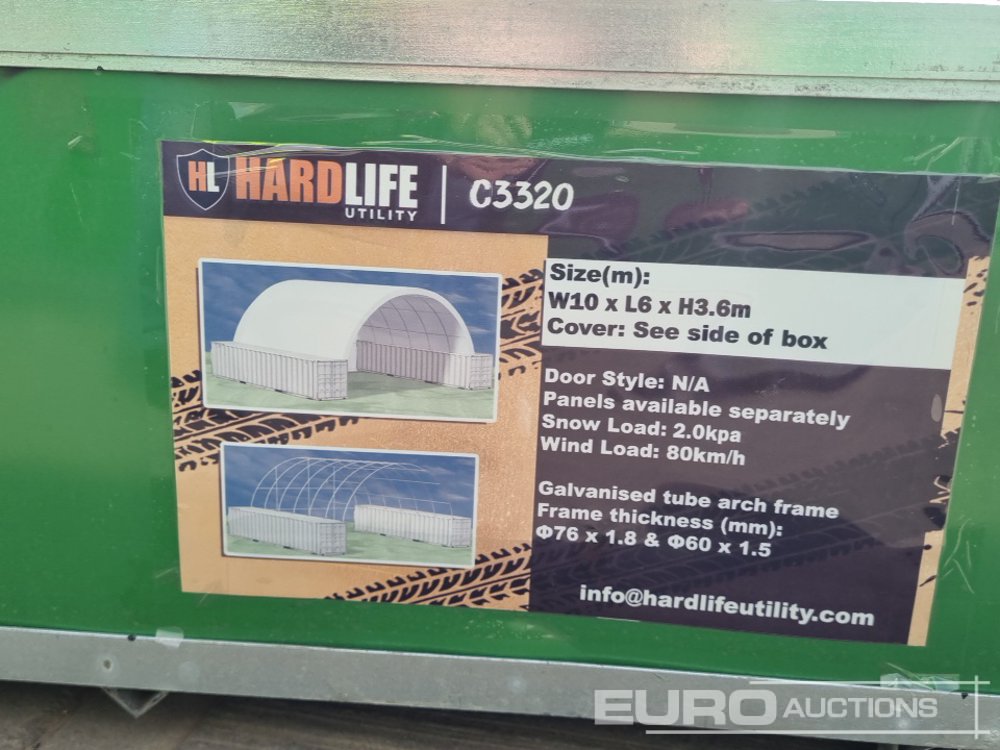 HL HARDLIFE
UTILITY
C3320
Size(m):
W10 x L6 x H3.6m
Cover: See side of box
Door Style: N/A
Panels available separately
Snow Load: 2.0kpa
Wind Load: 80km/h
Galvanised tube arch frame
Frame thickness (mm):
Φ76 x 1.8 & Φ60 x 1.5
info@hardlifeutility.com
EURO AUCTIONS